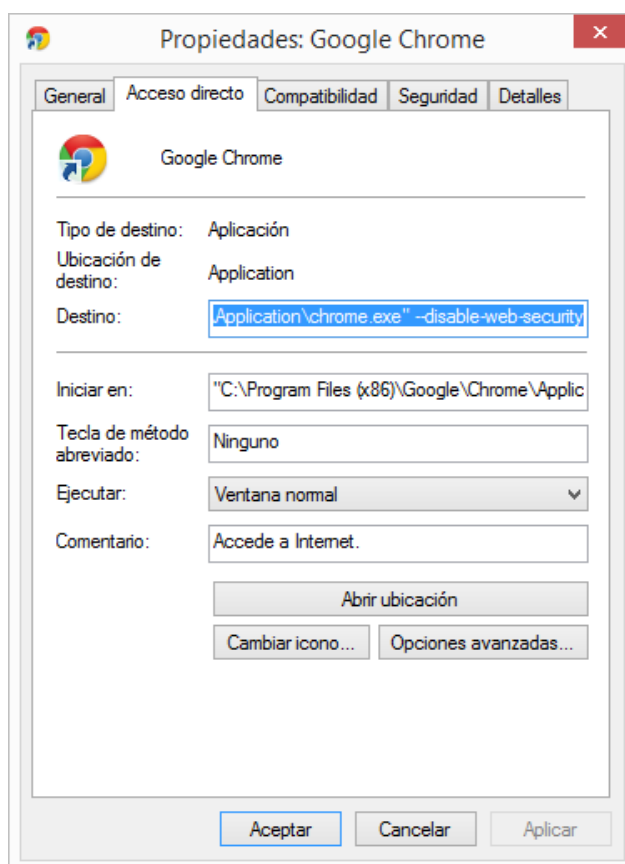 Propiedades: Google Chrome
General Acceso directo Compatibilidad Seguridad Detalles
Google Chrome
Tipo de destino: Aplicación
Ubicación de
destino: Application
Destino: .Application\chrome.exe" --disable-web-security
Iniciar en: "C:\Program Files (x86)\Google\Chrome\Applic
Tecla de método
abreviado: Ninguno
Ejecutar: Ventana normal
Comentario: Accede a Internet.
Abrir ubicación
Cambiar icono... Opciones avanzadas...
Aceptar Cancelar Aplicar